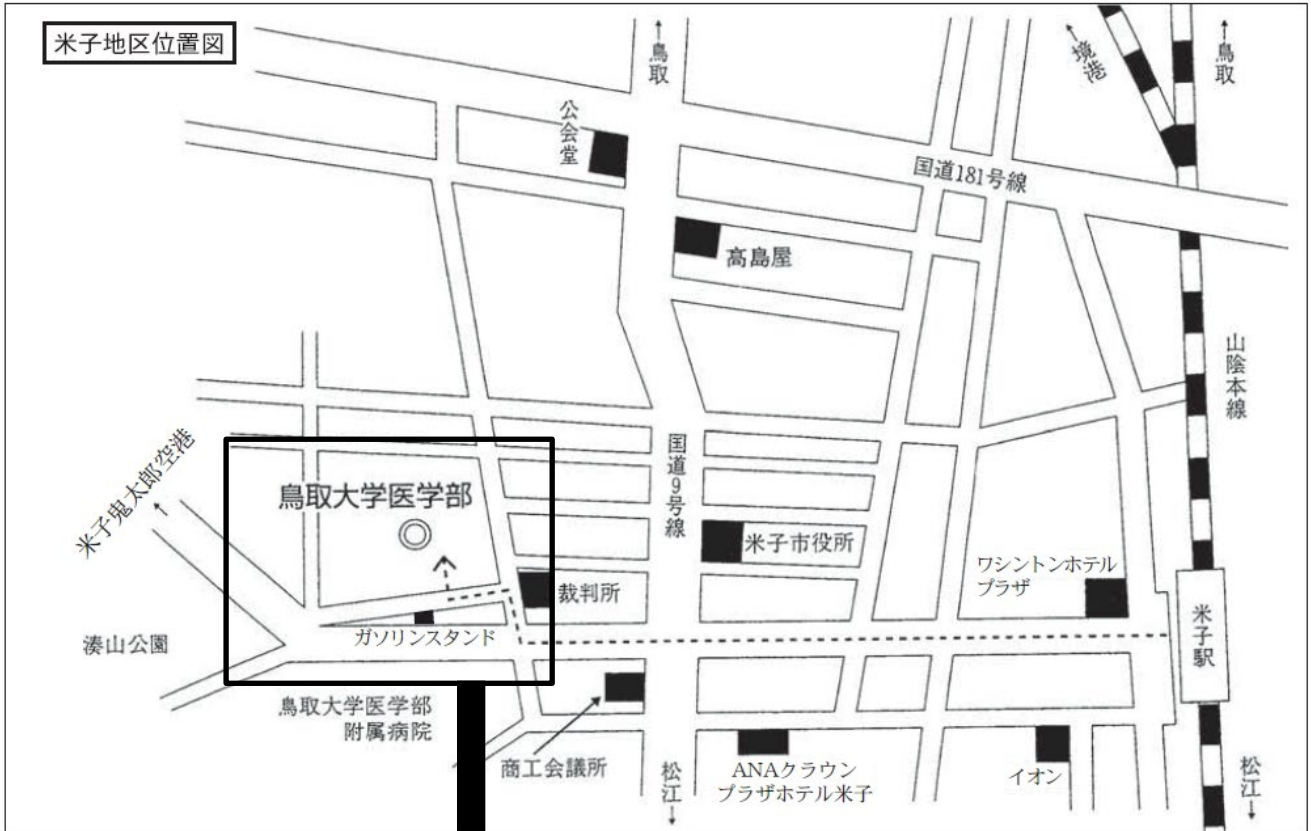 米子地区位置図
↑鳥取
↑境港
↑鳥取
公会堂
国道181号線
高島屋
山陰本線
米子鬼太郎空港
↑
鳥取大学医学部
国道9号線
米子市役所
ワシントンホテル
プラザ
裁判所
ガソリンスタンド
湊山公園
米子駅
鳥取大学医学部
附属病院
商工会議所
松江↓
ANAクラウン
プラザホテル米子
イオン
松江↓